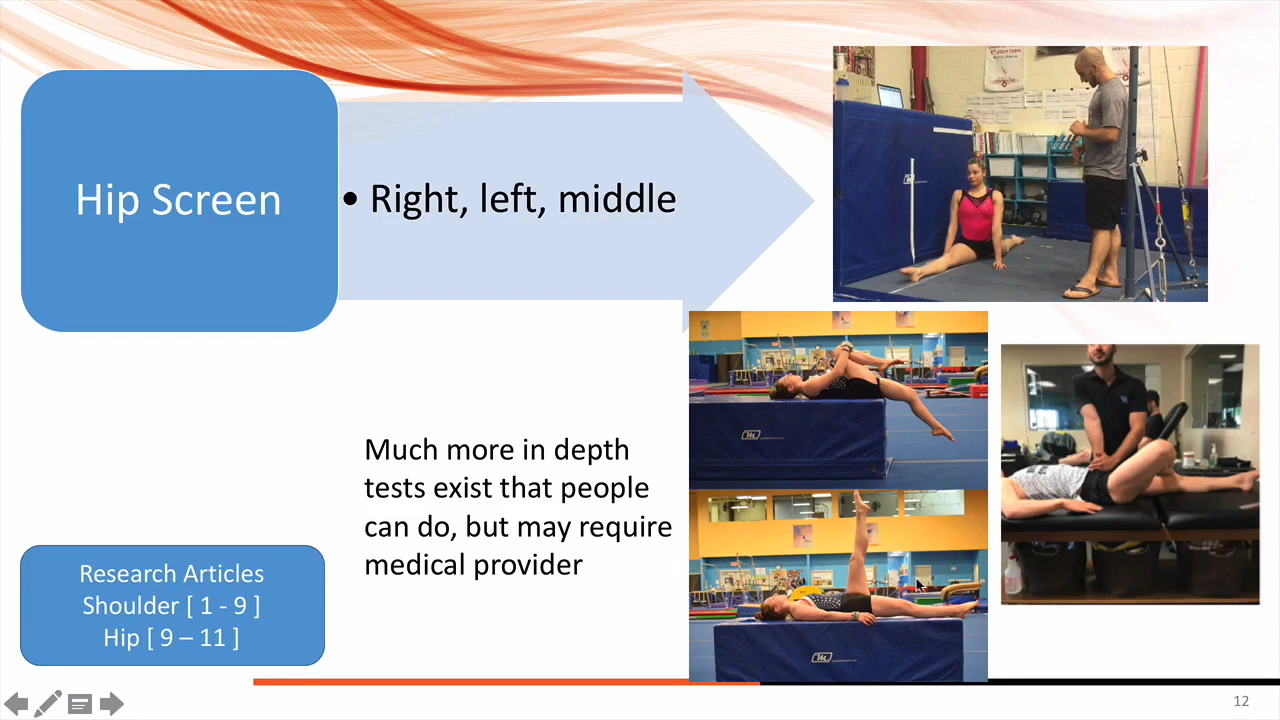 Hip Screen
• Right, left, middle
Much more in depth
tests exist that people
can do, but may require
medical provider
Research Articles
Shoulder [ 1 - 9 ]
Hip [ 9 – 11 ]
12